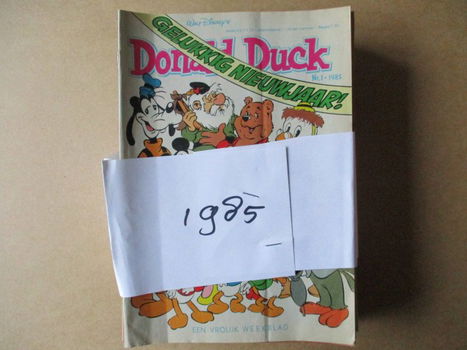 WALT DISNEY'S
Donald Duck
GELUKKIG NIEUWJAAR!
Nr. 1 - 1985
1985
EEN VROLIJK WEEKBLAD